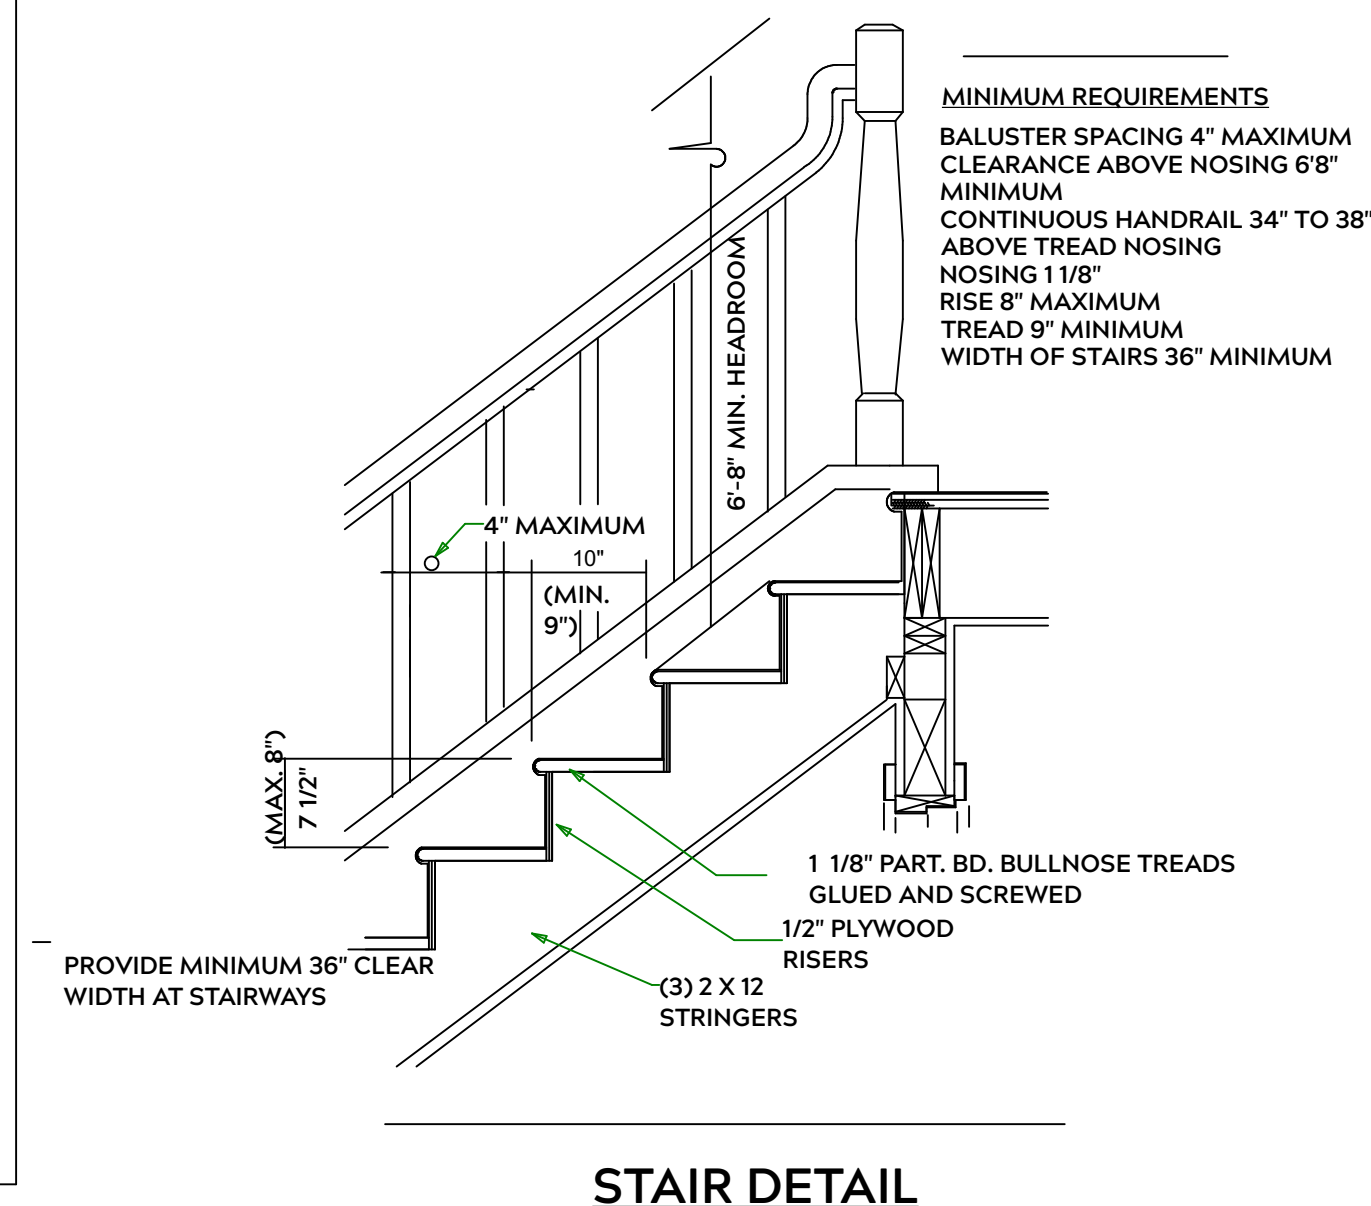 MINIMUM REQUIREMENTS
BALUSTER SPACING 4" MAXIMUM
CLEARANCE ABOVE NOSING 6'8"
MINIMUM
CONTINUOUS HANDRAIL 34" TO 38"
ABOVE TREAD NOSING
NOSING 1 1/8"
RISE 8" MAXIMUM
TREAD 9" MINIMUM
WIDTH OF STAIRS 36" MINIMUM
6'-8" MIN. HEADROOM
4" MAXIMUM
10"
(MIN.
9")
(MAX. 8")
7 1/2"
1 1/8" PART. BD. BULLNOSE TREADS
GLUED AND SCREWED
1/2" PLYWOOD
RISERS
(3) 2 X 12
STRINGERS
PROVIDE MINIMUM 36" CLEAR
WIDTH AT STAIRWAYS
STAIR DETAIL